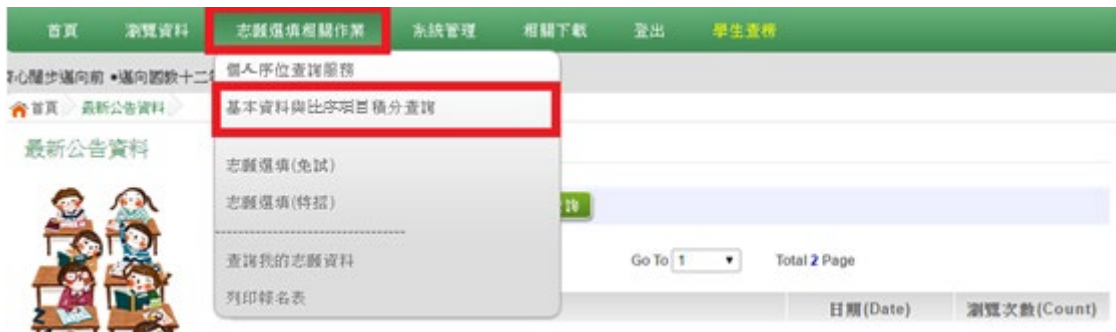 首頁 瀏覽資料 志願選填相關作業 系統管理 相關下載 登出 學生查榜
心闊步邁向前 •邁向國教十二
個人序位查詢服務
首頁 最新公告資料
基本資料與比序項目積分查詢
最新公告資料
志願選填(免試)
志願選填(特招)
詢
查詢我的志願資料
Go To 1 Total 2 Page
列印報名表
日期(Date) 瀏覽次數(Count)